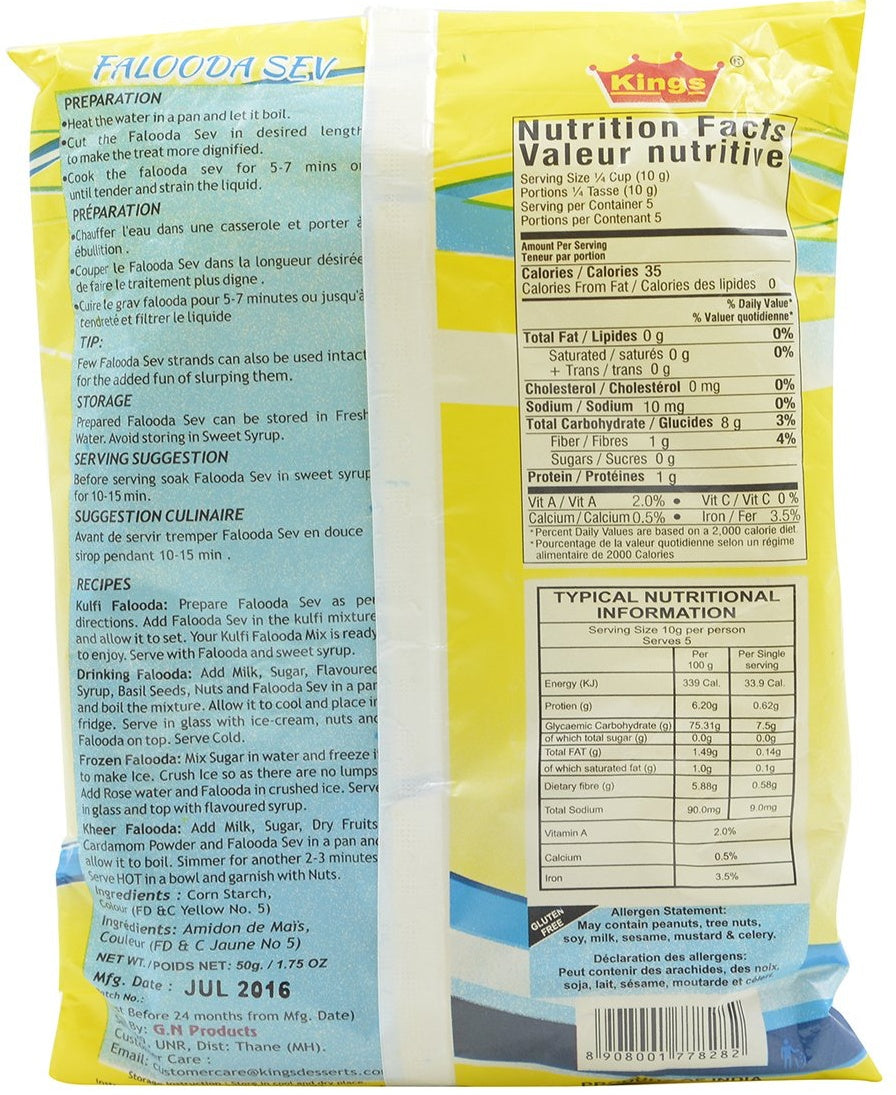 FALOODA SEV
PREPARATION
•Heat the water in a pan and let it boil.
•Cut the Falooda Sev in desired length
to make the treat more dignified.
•Cook the falooda sev for 5-7 mins or
until tender and strain the liquid.
PRÉPARATION
•Chauffer l'eau dans une casserole et porter à
ébullition .
•Couper le Falooda Sev dans la longueur désirée
de faire le traitement plus digne .
•Cuire le grav falooda pour 5-7 minutes ou jusqu'à
tendreté et filtrer le liquide
TIP:
Few Falooda Sev strands can also be used intact
for the added fun of slurping them.
STORAGE
Prepared Falooda Sev can be stored in Fresh
Water. Avoid storing in Sweet Syrup.
SERVING SUGGESTION
Before serving soak Falooda Sev in sweet syrup
for 10-15 min.
SUGGESTION CULINAIRE
Avant de servir tremper Falooda Sev en douce
sirop pendant 10-15 min .
RECIPES
Kulfi Falooda: Prepare Falooda Sev as per
directions. Add Falooda Sev in the kulfi mixture
and allow it to set. Your Kulfi Falooda Mix is ready
to enjoy. Serve with Falooda and sweet syrup.
Drinking Falooda: Add Milk, Sugar, Flavoured
Syrup, Basil Seeds, Nuts and Falooda Sev in a pan
and boil the mixture. Allow it to cool and place in
fridge. Serve in glass with ice-cream, nuts and
Falooda on top. Serve Cold.
Frozen Falooda: Mix Sugar in water and freeze i
to make Ice. Crush Ice so as there are no lumps
Add Rose water and Falooda in crushed ice. Serve
in glass and top with flavoured syrup.
Kheer Falooda: Add Milk, Sugar, Dry Fruits
Cardamom Powder and Falooda Sev in a pan and
allow it to boil. Simmer for another 2-3 minutes
Serve HOT in a bowl and garnish with Nuts.
Ingredients : Corn Starch,
Colour (FD &C Yellow No. 5)
Ingrédients: Amidon de Maïs,
Couleur (FD & C Jaune No 5)
NET WT./POIDS NET: 50g. / 1.75 OZ
Mfg. Date : JUL 2016
atch No.:
Before 24 months from Mfg. Date)
By: G.N Products
UNR, Dist: Thane (MH).
Care :
Email: customercare@kingsdesserts.co
Storage Instruction : Store in cool and dry place
Kings ®
Nutrition Facts
Valeur nutritive
Serving Size ¼ Cup (10 g)
Portions ¼ Tasse (10 g)
Serving per Container 5
Portions per Contenant 5
Amount Per Serving
Teneur par portion
Calories / Calories 35
Calories From Fat / Calories des lipides 0
% Daily Value*
% Valuer quotidienne*
Total Fat / Lipides 0 g 0%
Saturated / saturés 0 g 0%
+ Trans / trans 0 g
Cholesterol / Cholestérol 0 mg 0%
Sodium / Sodium 10 mg 0%
Total Carbohydrate / Glucides 8 g 3%
Fiber / Fibres 1 g 4%
Sugars / Sucres 0 g
Protein / Protéines 1 g
Vit A / Vit A 2.0% • Vit C / Vit C 0 %
Calcium / Calcium 0.5% • Iron / Fer 3.5%
*Percent Daily Values are based on a 2,000 calorie diet
*Pourcentage de la valeur quotidienne selon un régime
alimentaire de 2000 Calories
TYPICAL NUTRITIONAL
INFORMATION
Serving Size 10g per person
Serves 5
Per 100 g Per Single serving
Energy (KJ) 339 Cal. 33.9 Cal.
Protien (g) 6.20g 0.62g
Glycaemic Carbohydrate (g) 75.31g 7.5g
of which total sugar (g) 0.0g 0.0g
Total FAT (g) 1.49g 0.14g
of which saturated fat (g) 1.0g 0.1g
Dietary fibre (g) 5.88g 0.58g
Total Sodium 90.0mg 9.0mg
Vitamin A 2.0%
Calcium 0.5%
Iron 3.5%
GLUTEN
FREE
Allergen Statement:
May contain peanuts, tree nuts,
soy, milk, sesame, mustard & celery.
Déclaration des allergens:
Peut contenir des arachides, des noix,
soja, lait, sésame, moutarde et céleri.
8 908001 778282
PRODUCT OF INDIA